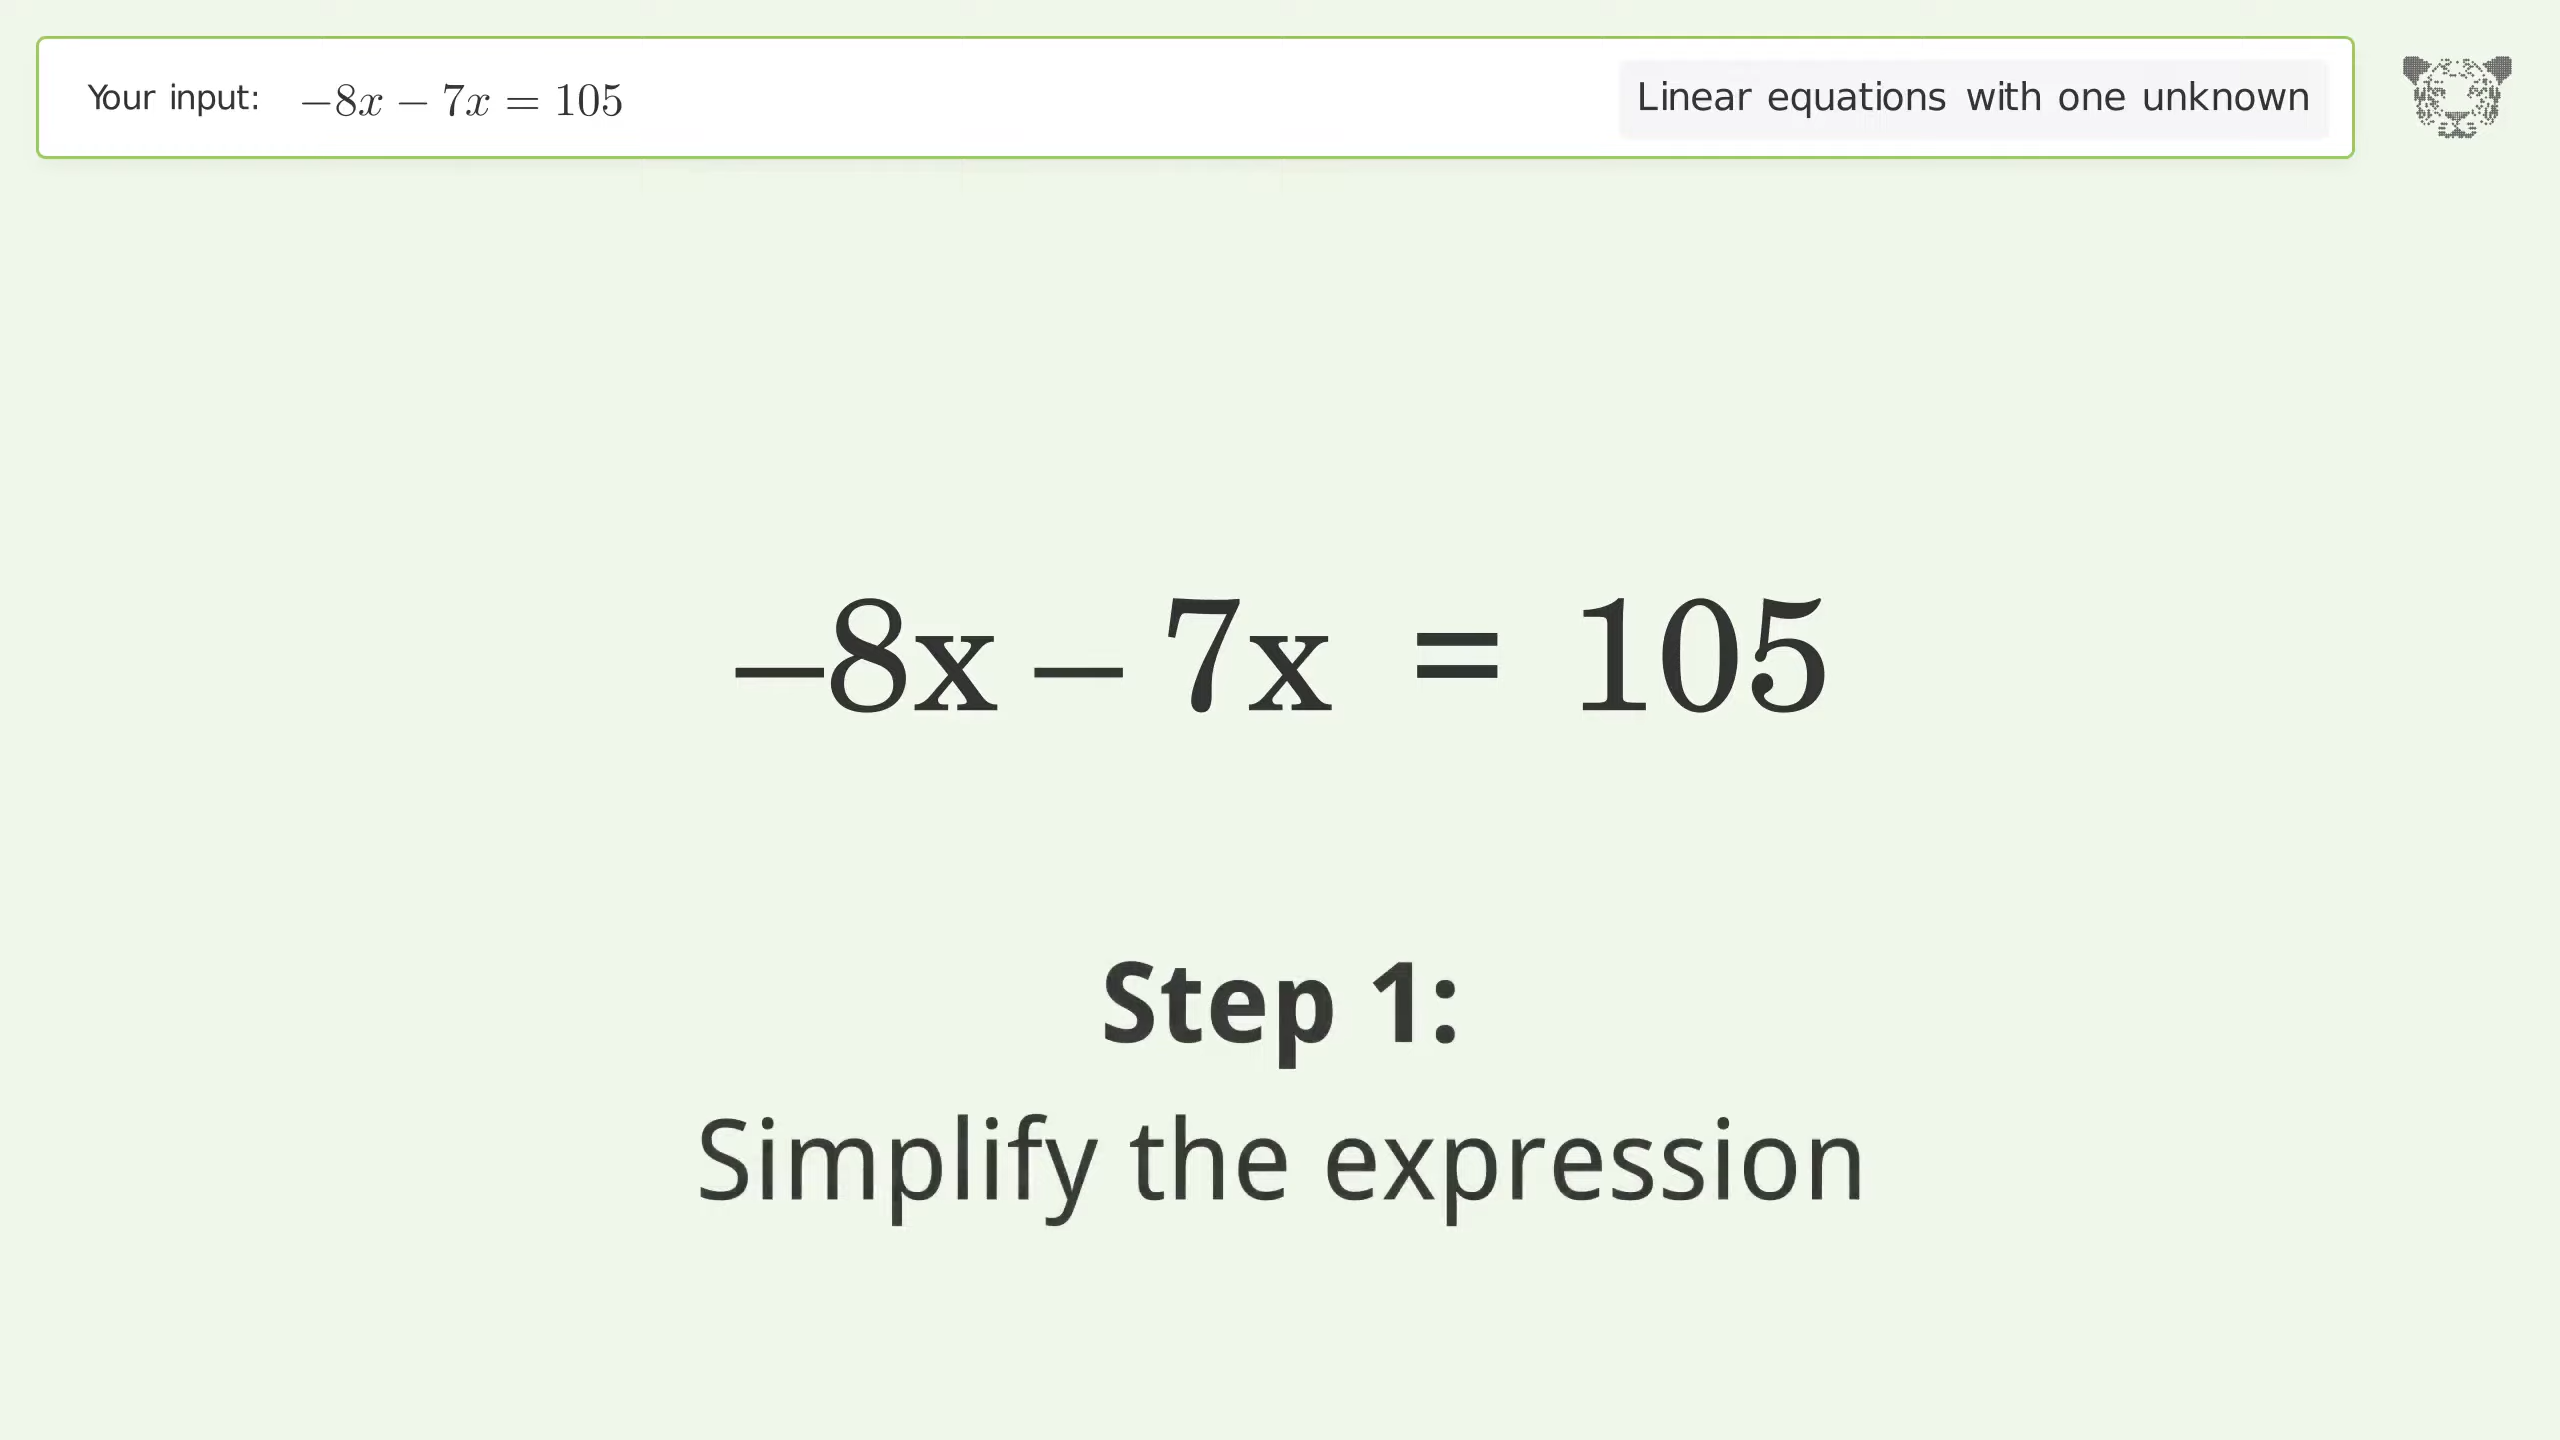 Your input: −8x − 7x = 105
Linear equations with one unknown
−8x − 7x = 105
Step 1:
Simplify the expression